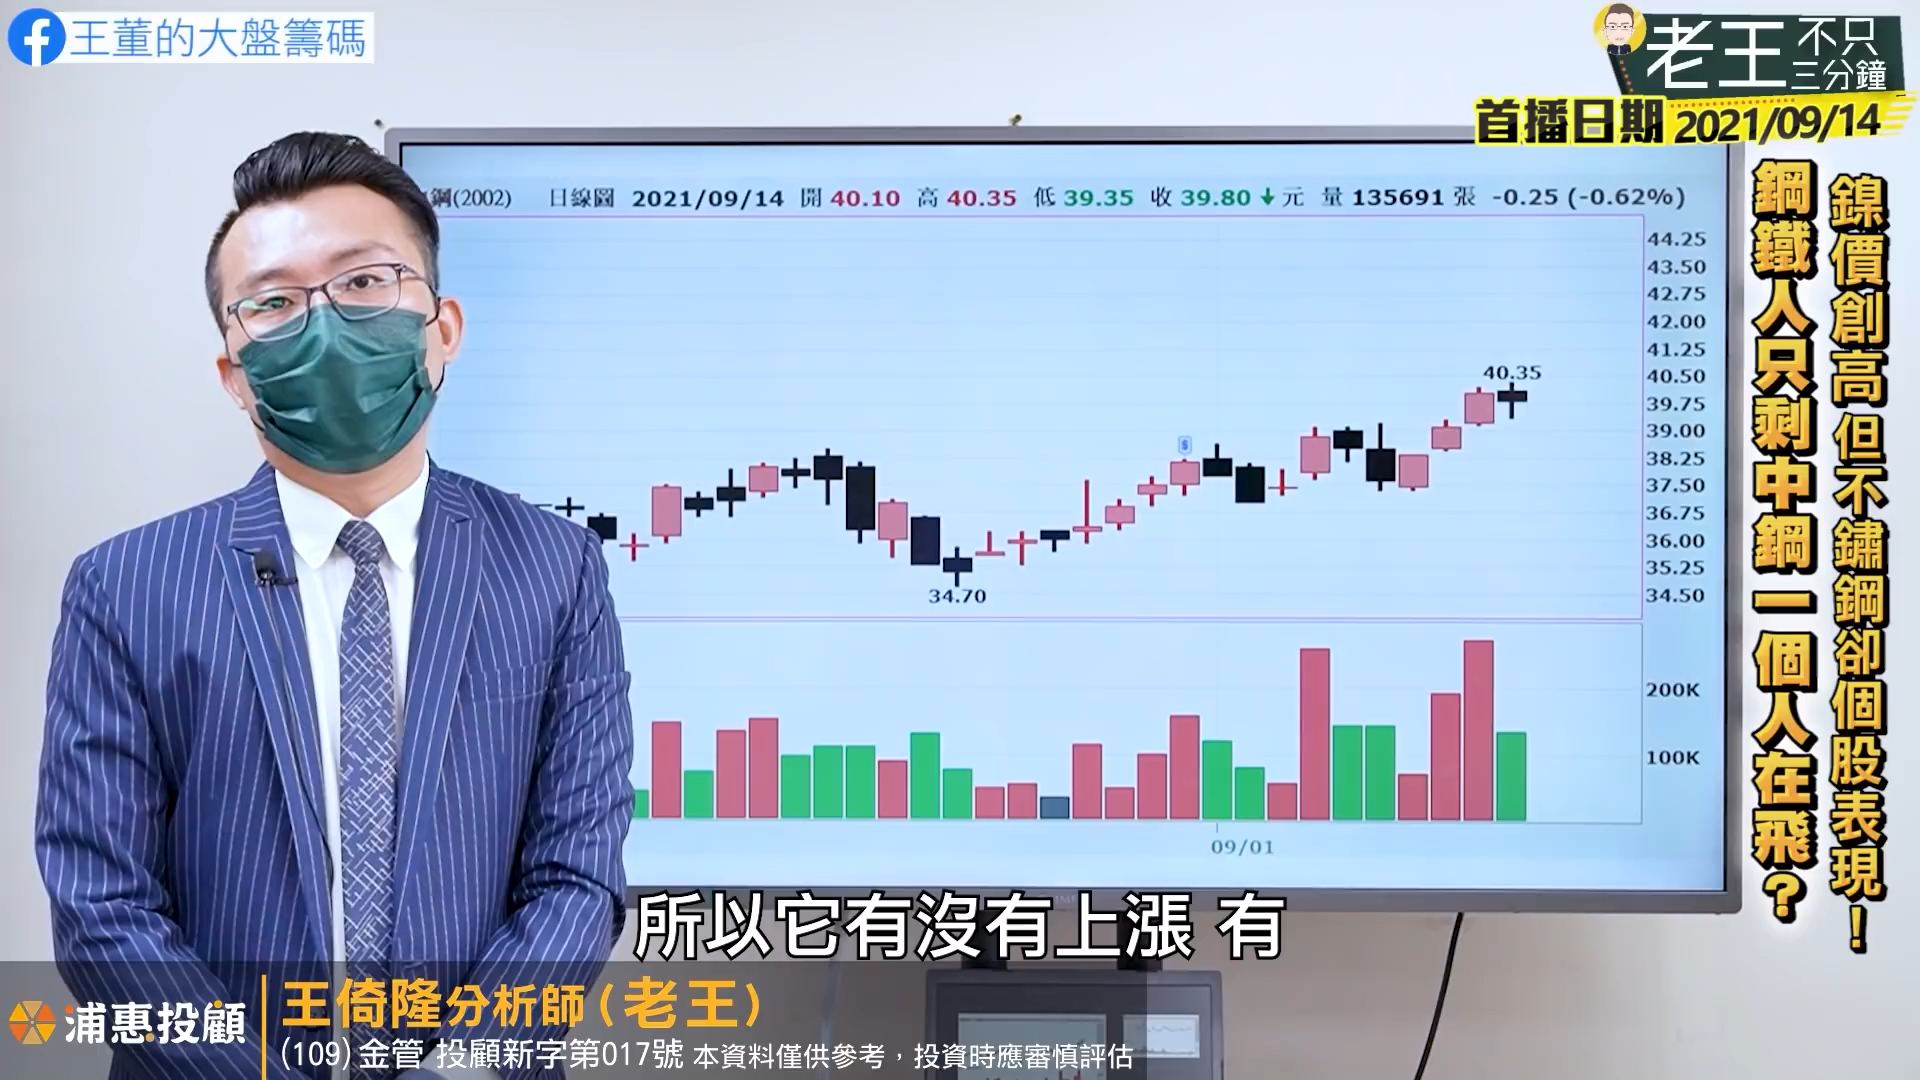 王董的大盤籌碼
老王不只三分鐘
首播日期 2021/09/14
鎳價創高 但不鏽鋼卻個股表現！
鋼鐵人只剩中鋼一個人在飛？
鋼(2002) 日線圖 2021/09/14 開 40.10 高 40.35 低 39.35 收 39.80↓元 量 135691 張 -0.25 (-0.62%)
44.25
43.50
42.75
42.00
41.25
40.50
39.75
39.00
38.25
37.50
36.75
36.00
35.25
34.50
40.35
$
34.70
200K
100K
09/01
所以它有沒有上漲 有
浦惠投顧
王倚隆分析師(老王)
(109) 金管 投顧新字第017號 本資料僅供參考，投資時應審慎評估